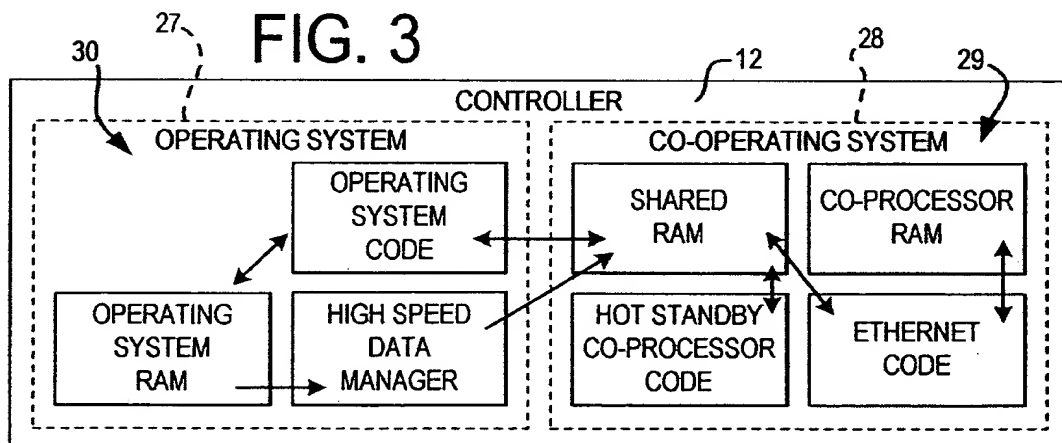 FIG. 3
27
28
30
12
29
CONTROLLER
OPERATING SYSTEM
CO-OPERATING SYSTEM
OPERATING
SYSTEM
CODE
SHARED
RAM
CO-PROCESSOR
RAM
OPERATING
SYSTEM
RAM
HIGH SPEED
DATA
MANAGER
HOT STANDBY
CO-PROCESSOR
CODE
ETHERNET
CODE